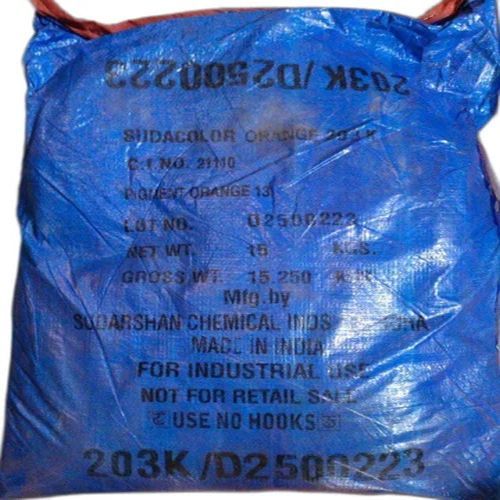 203K/D2500223
SUDACOLOR ORANGE 203K
C.I.NO. 21110
PIGMENT ORANGE 13
LOT NO. D2500223
NET WT. 15 KGS.
GROSS WT. 15.250
Mfg.by
SUDARSHAN CHEMICAL INDS
MADE IN INDIA
FOR INDUSTRIAL USE
NOT FOR RETAIL SALE
USE NO HOOKS
203K/D2500223